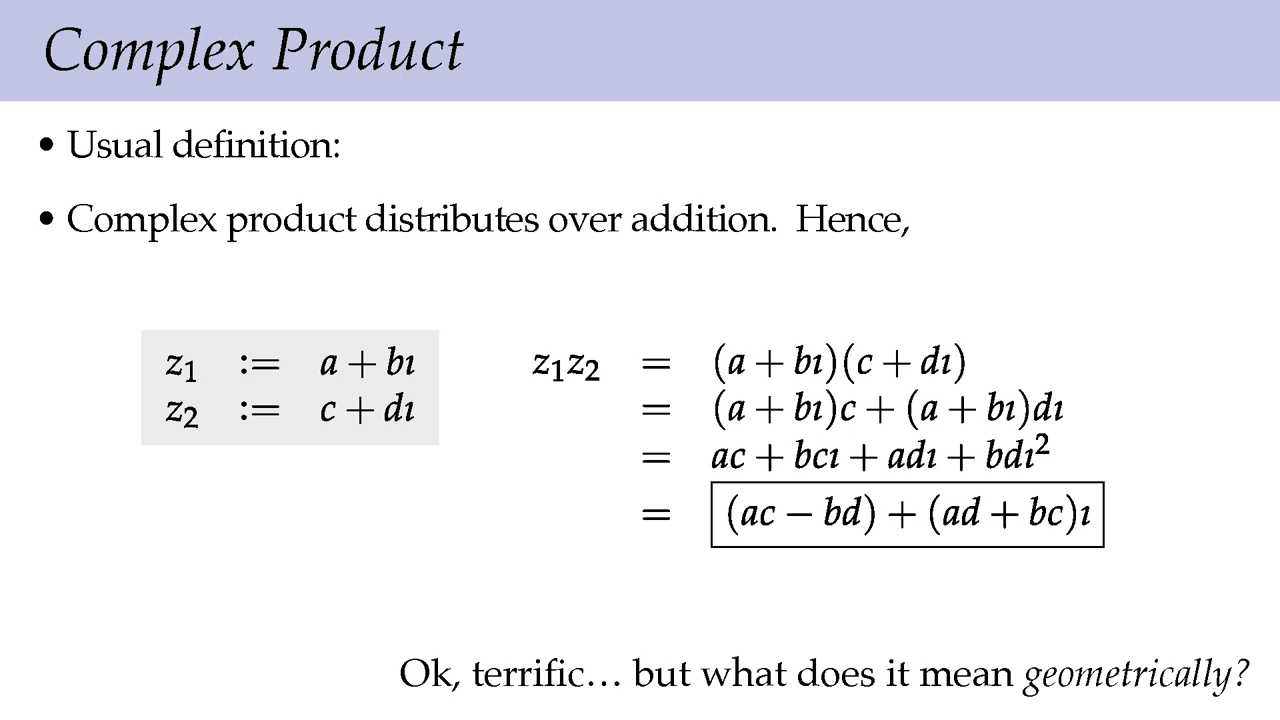 Complex Product
• Usual definition:
• Complex product distributes over addition. Hence,
z₁ := a + bı
z₂ := c + dı
z₁z₂ = (a + bı)(c + dı)
= (a + bı)c + (a + bı)dı
= ac + bcı + adı + bdı²
= (ac − bd) + (ad + bc)ı
Ok, terrific… but what does it mean geometrically?